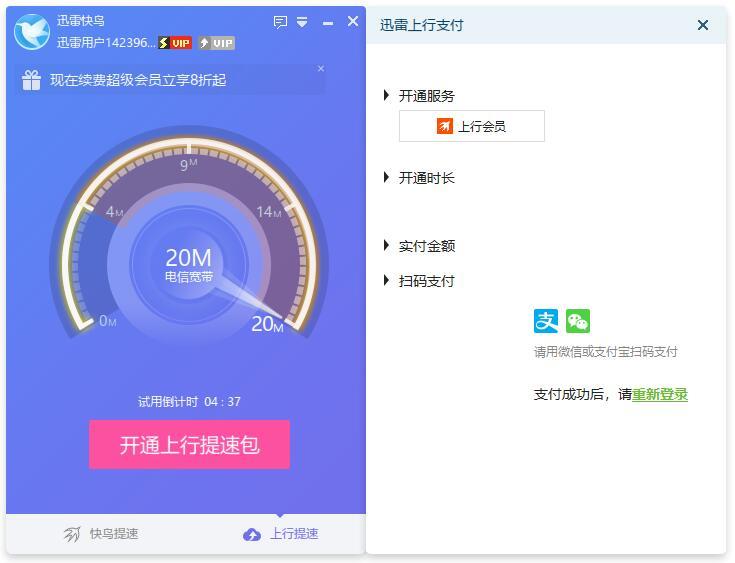 迅雷快鸟
迅雷用户142396... VIP VIP
现在续费超级会员立享8折起
9M
4M
14M
20M
电信宽带
0M
20M
试用倒计时 04 : 37
开通上行提速包
快鸟提速
上行提速
迅雷上行支付
开通服务
上行会员
开通时长
实付金额
扫码支付
支
请用微信或支付宝扫码支付
支付成功后，请重新登录